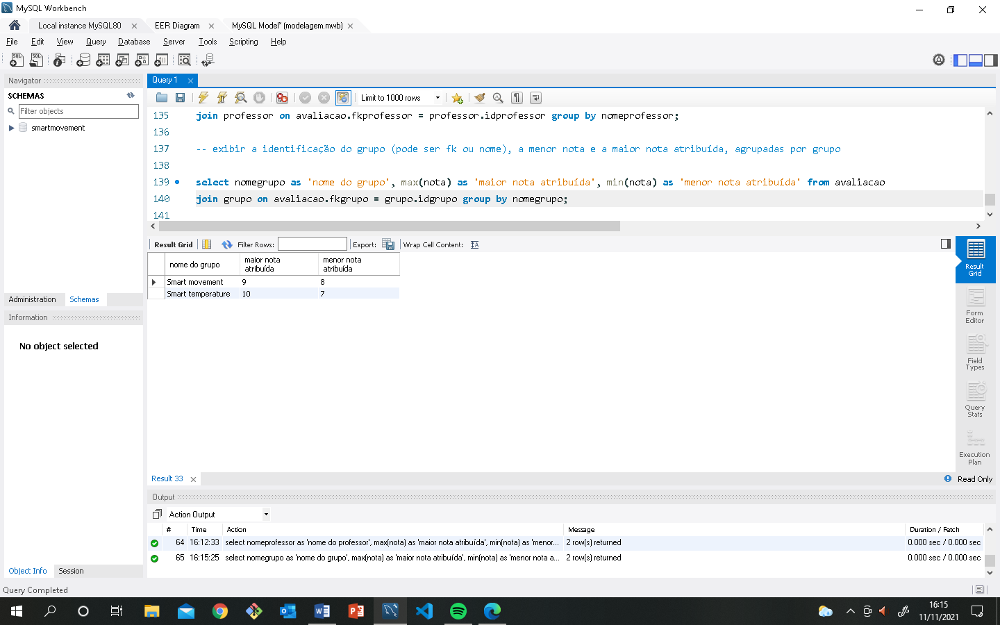 MySQL Workbench
Local instance MySQL80
EER Diagram
MySQL Model* (modelagem.mwb)
File Edit View Query Database Server Tools Scripting Help
Navigator
SCHEMAS
Filter objects
smartmovement
Administration Schemas
Information
No object selected
Object Info Session
Query 1
Limit to 1000 rows
135 join professor on avaliacao.fkprofessor = professor.idprofessor group by nomeprofessor;
136
137 -- exibir a identificação do grupo (pode ser fk ou nome), a menor nota e a maior nota atribuída, agrupadas por grupo
138
139 select nomegrupo as 'nome do grupo', max(nota) as 'maior nota atribuída', min(nota) as 'menor nota atribuída' from avaliacao
140 join grupo on avaliacao.fkgrupo = grupo.idgrupo group by nomegrupo;
141
Result Grid Filter Rows: Export: Wrap Cell Content:
nome do grupo maior nota atribuída menor nota atribuída
Smart movement 9 8
Smart temperature 10 7
Result Grid
Form Editor
Field Types
Query Stats
Execution Plan
Result 33
Read Only
Output
Action Output
# Time Action Message Duration / Fetch
64 16:12:33 select nomeprofessor as 'nome do professor', max(nota) as 'maior nota atribuída', min(nota) as 'menor... 2 row(s) returned 0.000 sec / 0.000 sec
65 16:15:25 select nomegrupo as 'nome do grupo', max(nota) as 'maior nota atribuída', min(nota) as 'menor nota a... 2 row(s) returned 0.000 sec / 0.000 sec
Query Completed
16:15
11/11/2021